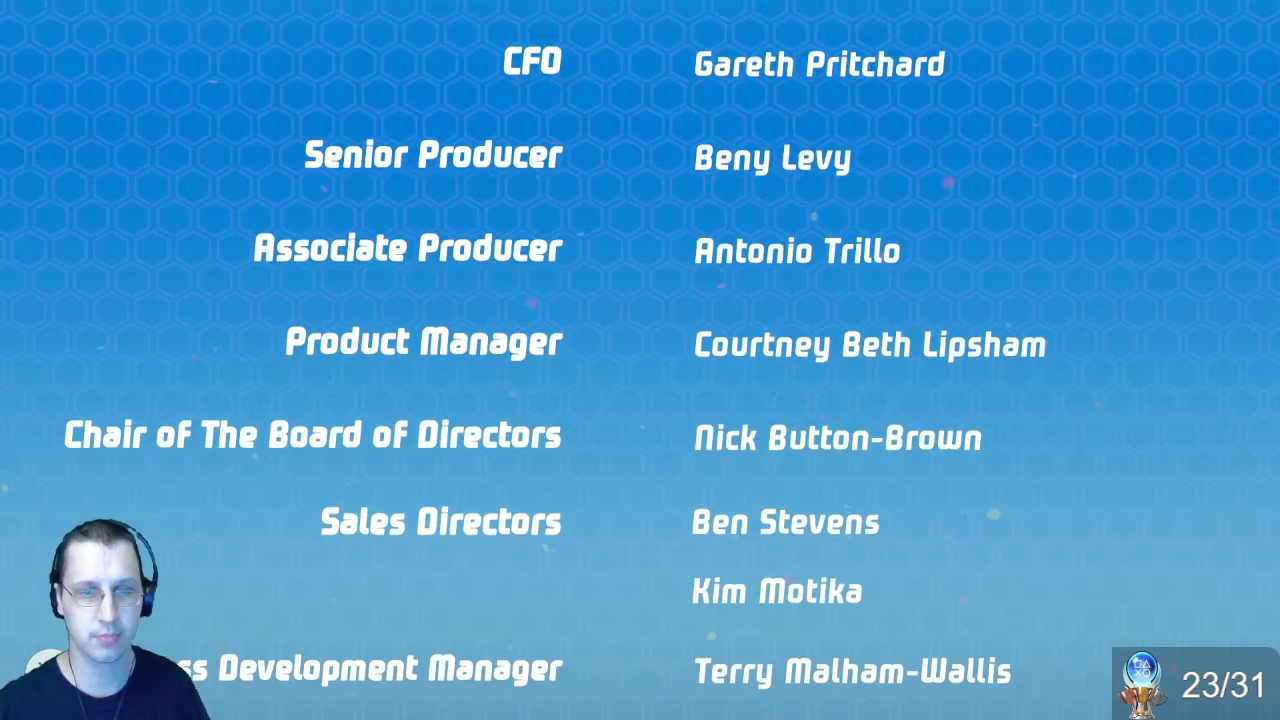 CFO Gareth Pritchard
Senior Producer Beny Levy
Associate Producer Antonio Trillo
Product Manager Courtney Beth Lipsham
Chair of The Board of Directors Nick Button-Brown
Sales Directors Ben Stevens
Kim Motika
ss Development Manager Terry Malham-Wallis
23/31